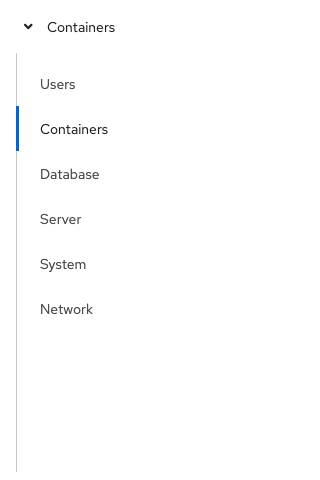 Containers
Users
Containers
Database
Server
System
Network